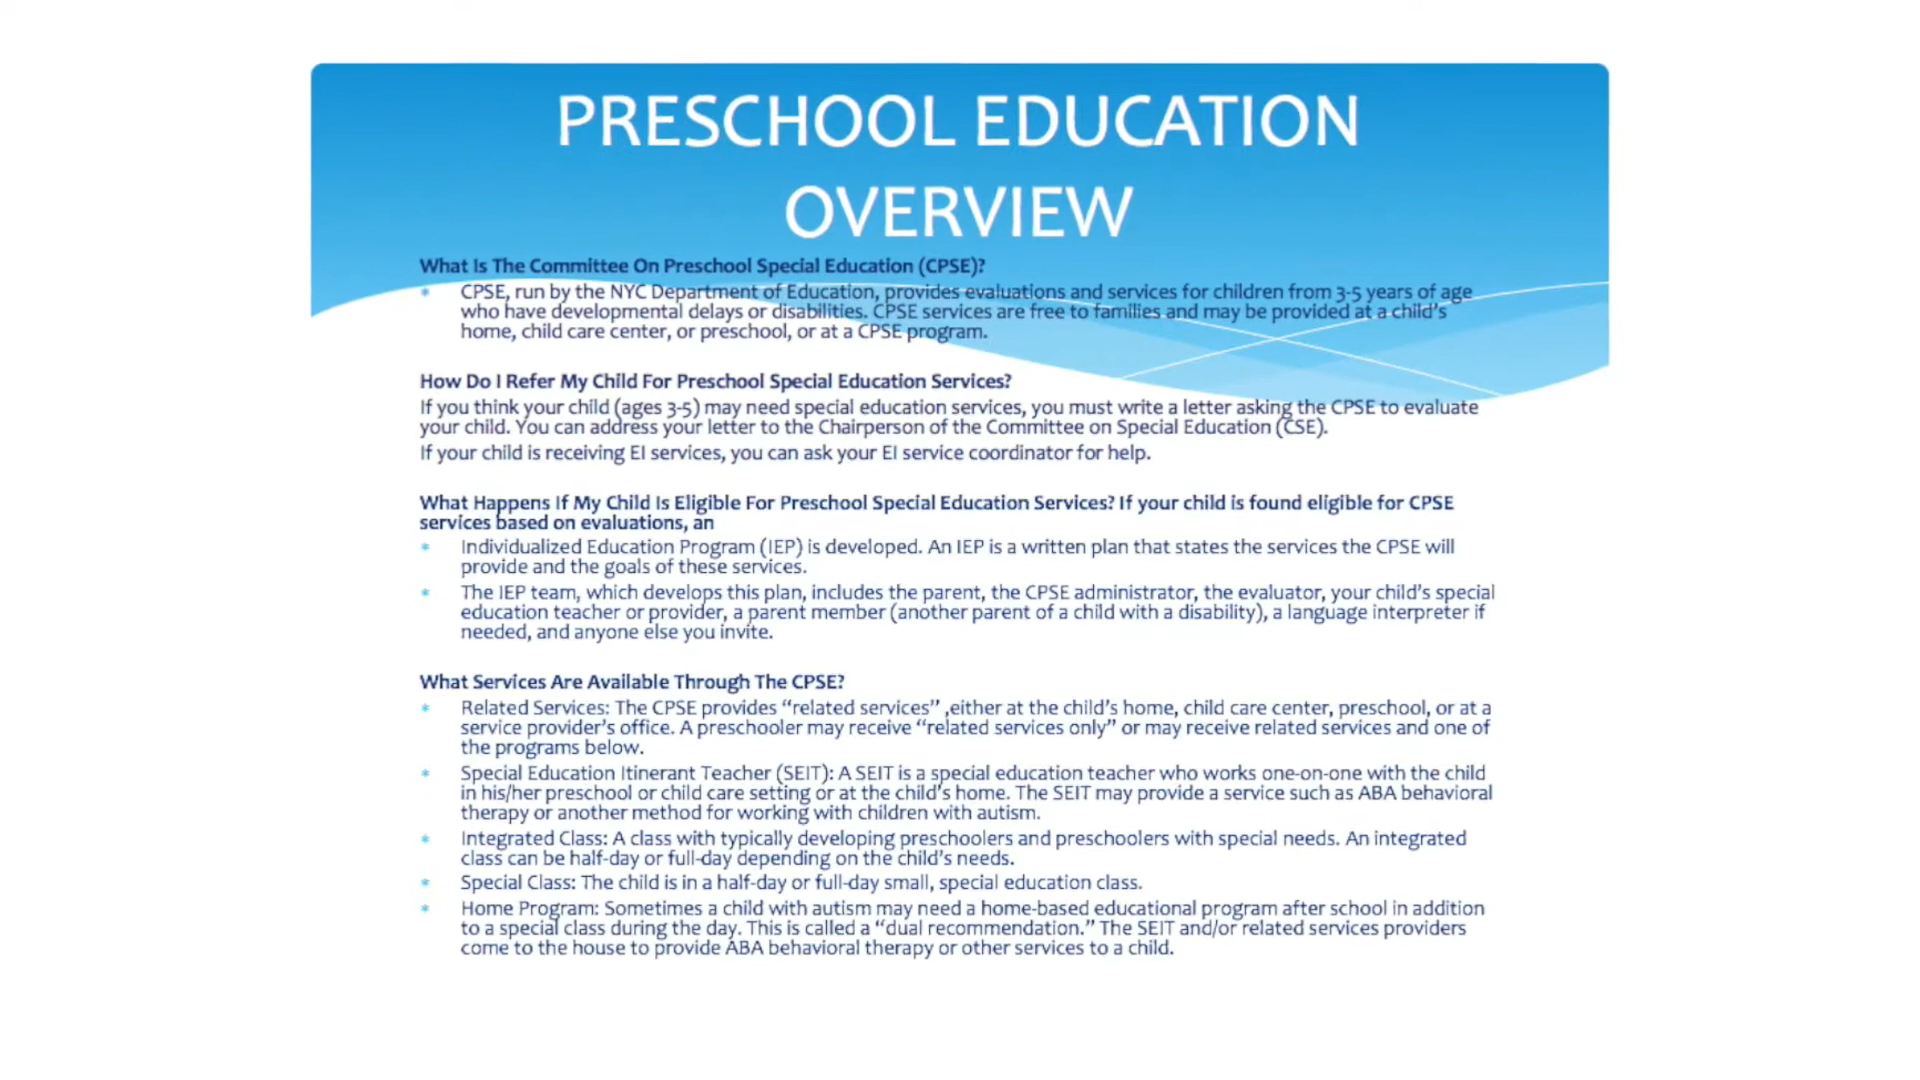 PRESCHOOL EDUCATION
OVERVIEW
What Is The Committee On Preschool Special Education (CPSE)?
* CPSE, run by the NYC Department of Education, provides evaluations and services for children from 3-5 years of age
who have developmental delays or disabilities. CPSE services are free to families and may be provided at a child's
home, child care center, or preschool, or at a CPSE program.
How Do I Refer My Child For Preschool Special Education Services?
If you think your child (ages 3-5) may need special education services, you must write a letter asking the CPSE to evaluate
your child. You can address your letter to the Chairperson of the Committee on Special Education (CSE).
If your child is receiving EI services, you can ask your EI service coordinator for help.
What Happens If My Child Is Eligible For Preschool Special Education Services? If your child is found eligible for CPSE
services based on evaluations, an
* Individualized Education Program (IEP) is developed. An IEP is a written plan that states the services the CPSE will
provide and the goals of these services.
* The IEP team, which develops this plan, includes the parent, the CPSE administrator, the evaluator, your child's special
education teacher or provider, a parent member (another parent of a child with a disability), a language interpreter if
needed, and anyone else you invite.
What Services Are Available Through The CPSE?
* Related Services: The CPSE provides "related services" ,either at the child's home, child care center, preschool, or at a
service provider's office. A preschooler may receive "related services only" or may receive related services and one of
the programs below.
* Special Education Itinerant Teacher (SEIT): A SEIT is a special education teacher who works one-on-one with the child
in his/her preschool or child care setting or at the child's home. The SEIT may provide a service such as ABA behavioral
therapy or another method for working with children with autism.
* Integrated Class: A class with typically developing preschoolers and preschoolers with special needs. An integrated
class can be half-day or full-day depending on the child's needs.
* Special Class: The child is in a half-day or full-day small, special education class.
* Home Program: Sometimes a child with autism may need a home-based educational program after school in addition
to a special class during the day. This is called a "dual recommendation." The SEIT and/or related services providers
come to the house to provide ABA behavioral therapy or other services to a child.